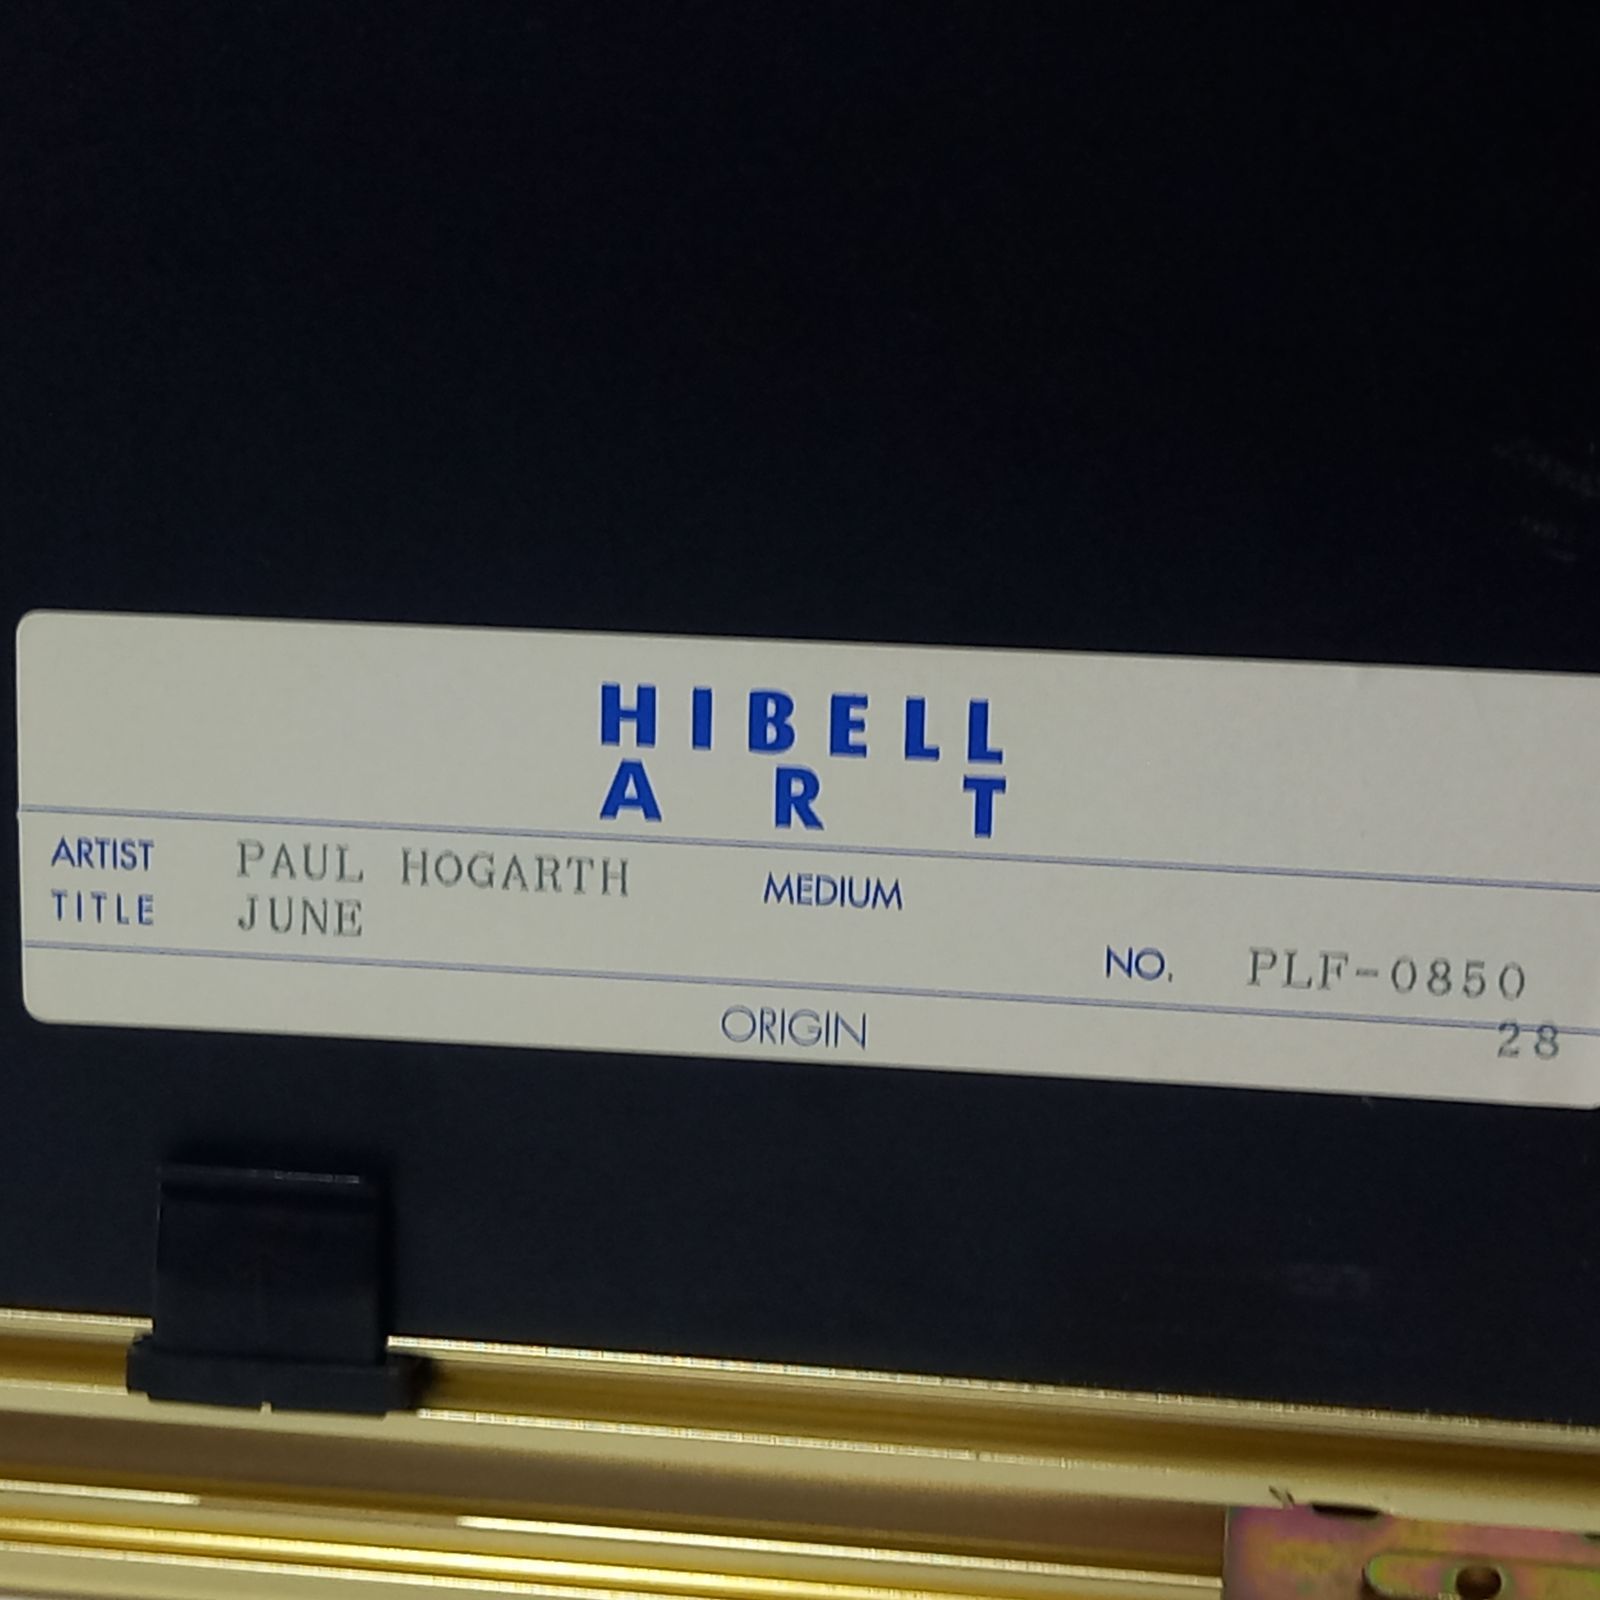 HIBELL
ART
ARTIST PAUL HOGARTH MEDIUM
TITLE JUNE
NO. PLF-0850
ORIGIN 28